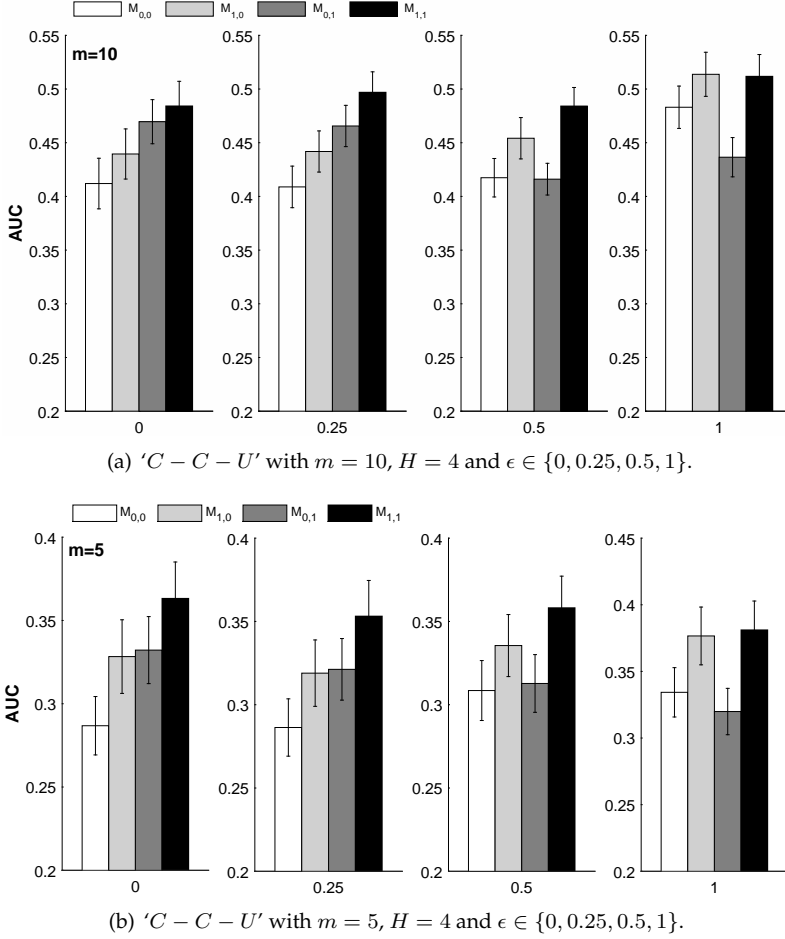 M0,0 M1,0 M0,1 M1,1
m=10
AUC
0.55 0.5 0.45 0.4 0.35 0.3 0.25 0.2
0
0.55 0.5 0.45 0.4 0.35 0.3 0.25 0.2
0.25
0.55 0.5 0.45 0.4 0.35 0.3 0.25 0.2
0.5
0.55 0.5 0.45 0.4 0.35 0.3 0.25 0.2
1
(a) ‘C − C − U’ with m = 10, H = 4 and ϵ ∈ {0, 0.25, 0.5, 1}.
M0,0 M1,0 M0,1 M1,1
m=5
AUC
0.4 0.35 0.3 0.25 0.2
0
0.4 0.35 0.3 0.25 0.2
0.25
0.4 0.35 0.3 0.25 0.2
0.5
0.45 0.4 0.35 0.3 0.25 0.2
1
(b) ‘C − C − U’ with m = 5, H = 4 and ϵ ∈ {0, 0.25, 0.5, 1}.